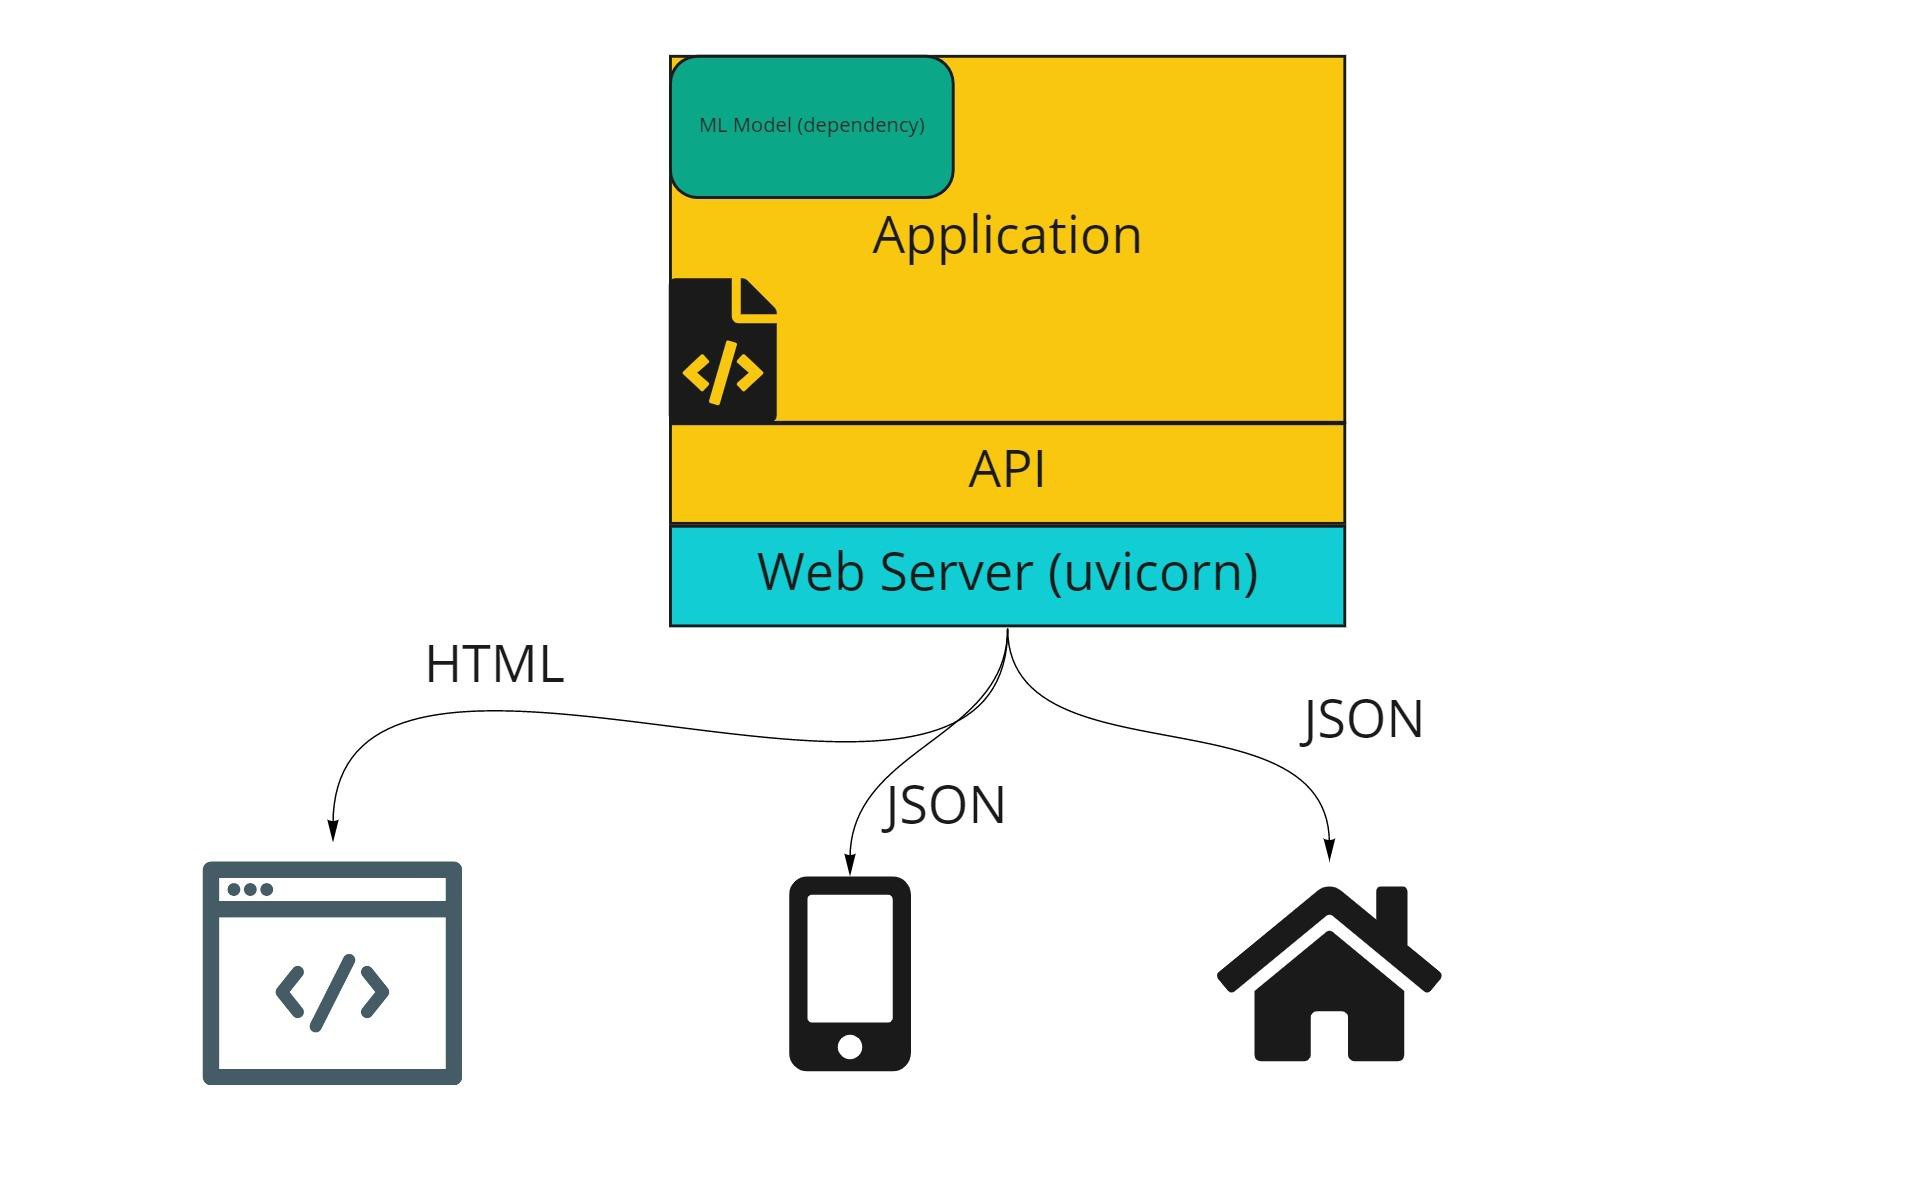 ML Model (dependency)
Application
</>
API
Web Server (uvicorn)
HTML
JSON
JSON
</>